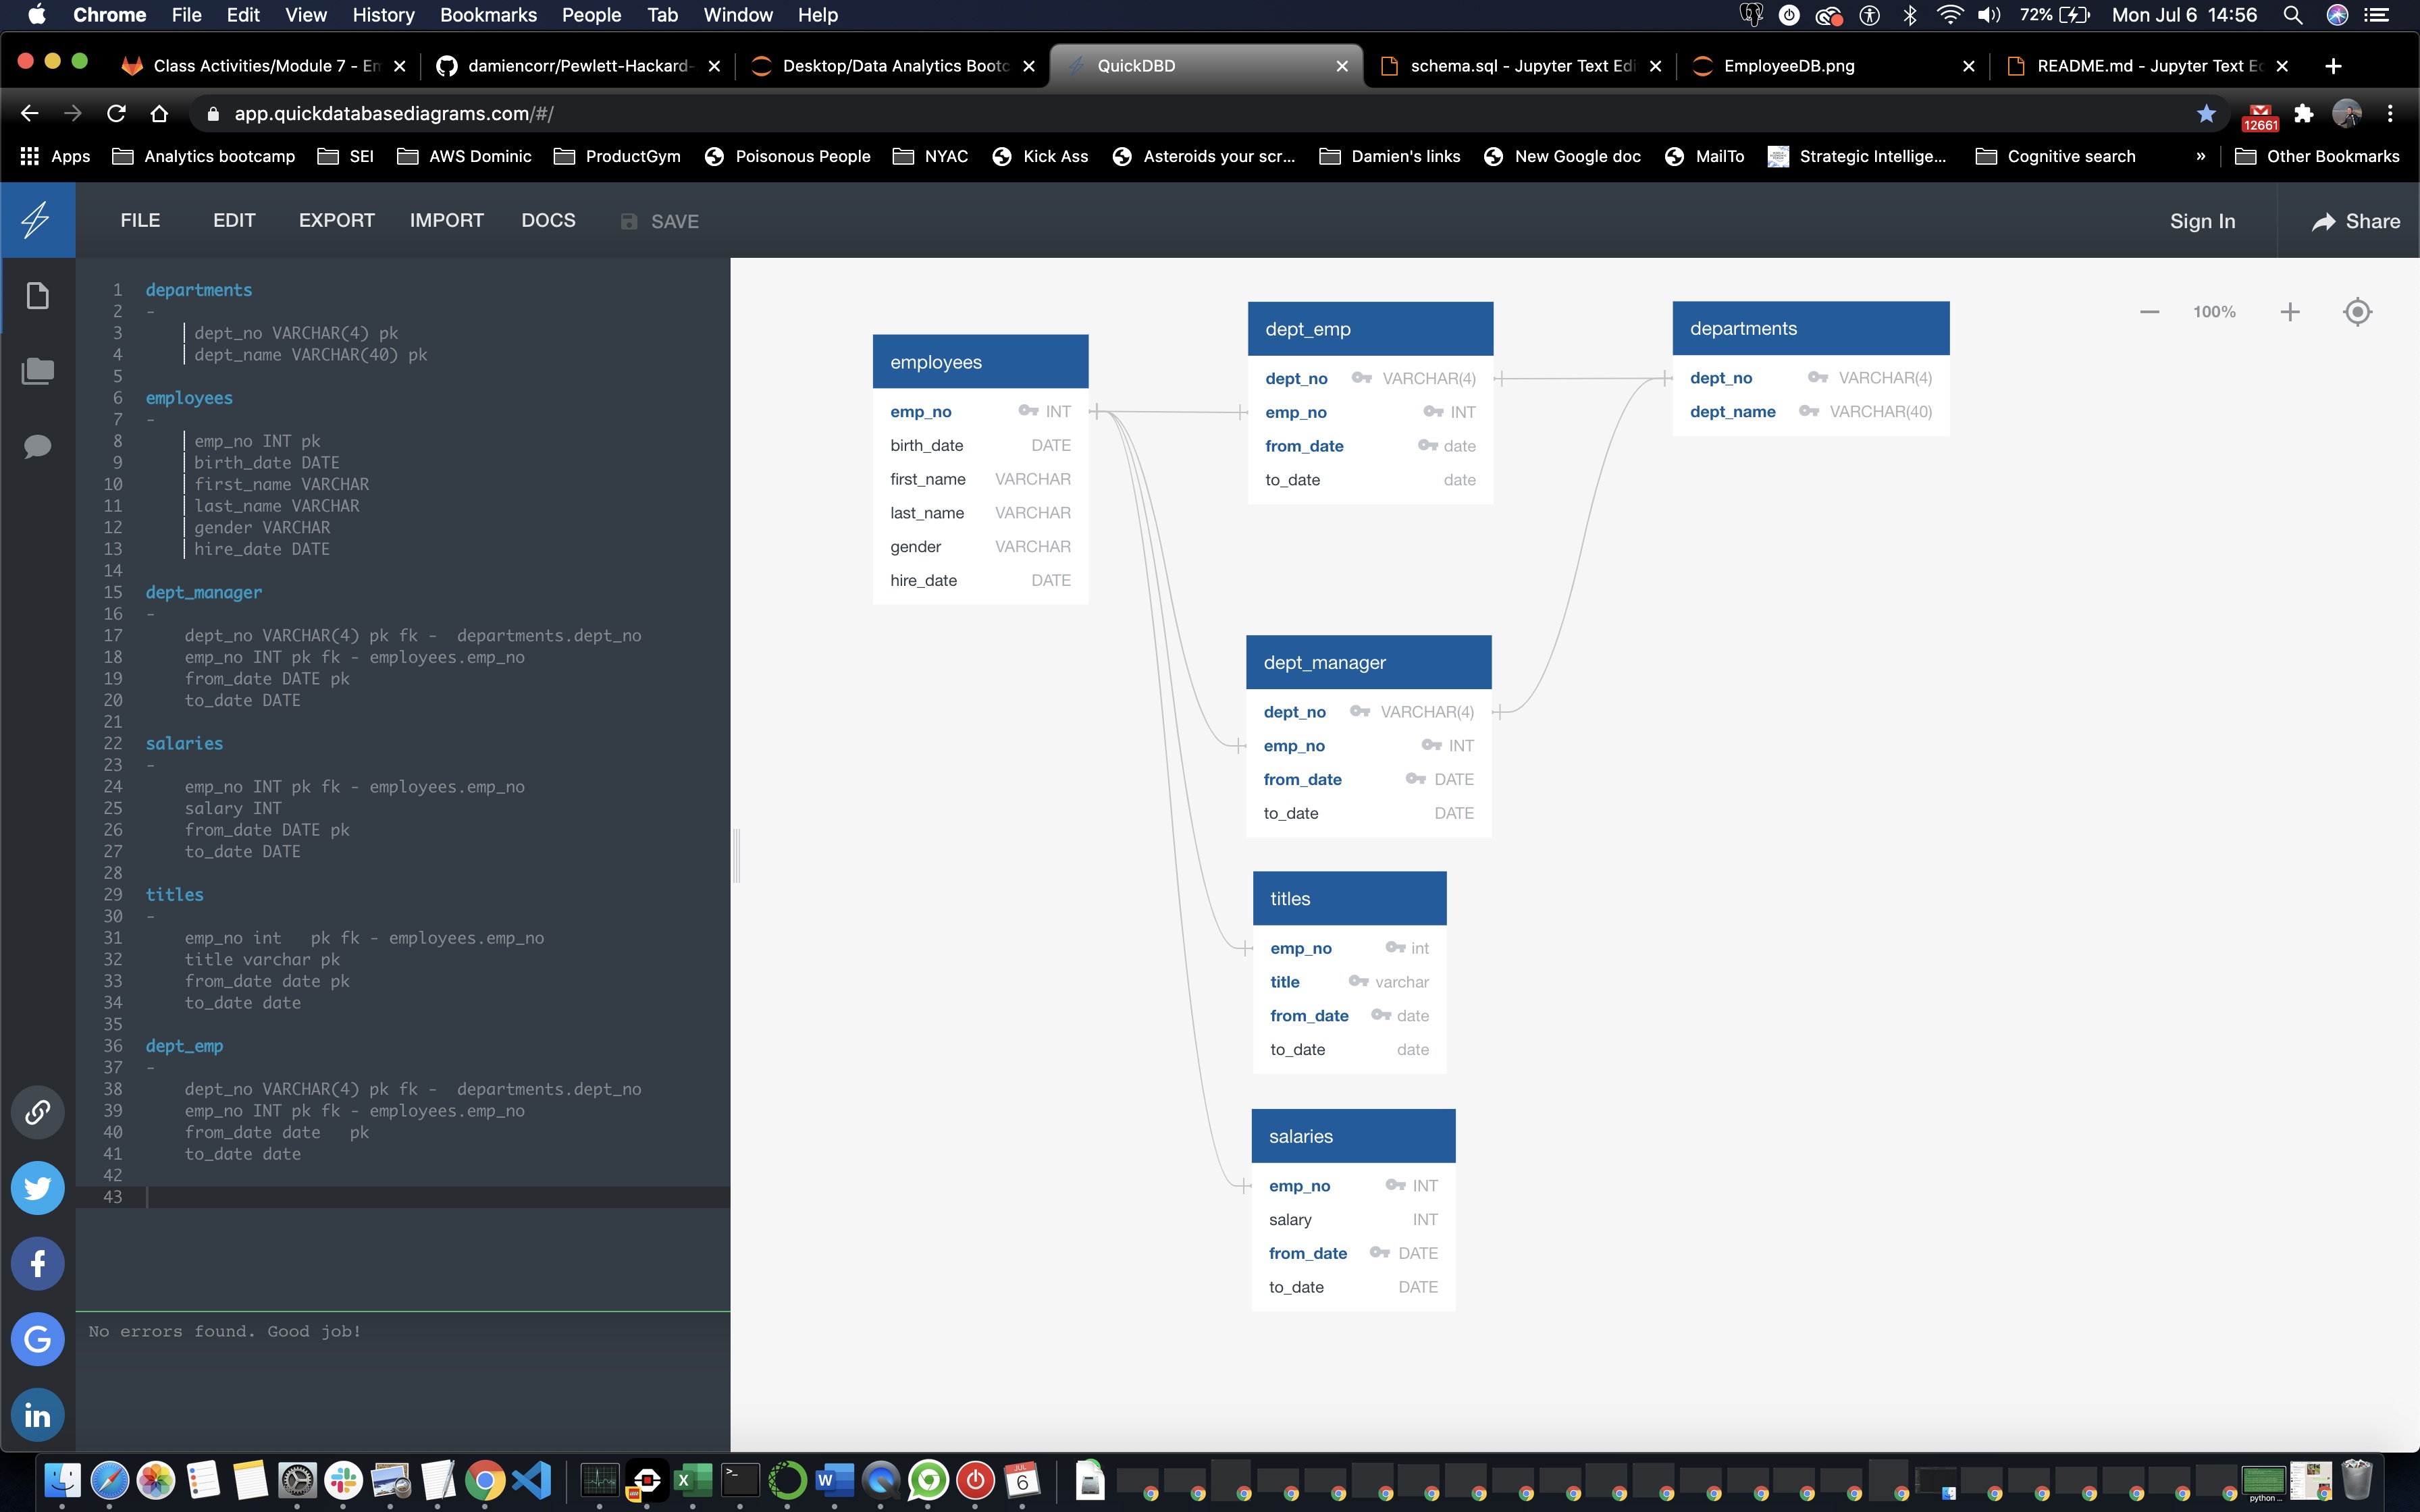 Chrome File Edit View History Bookmarks People Tab Window Help 72% Mon Jul 6 14:56
Class Activities/Module 7 - Em
damiencorr/Pewlett-Hackard-
Desktop/Data Analytics Bootc
QuickDBD
schema.sql - Jupyter Text Edi
EmployeeDB.png
README.md - Jupyter Text Ed
app.quickdatabasediagrams.com/#/
12661
Apps Analytics bootcamp SEI AWS Dominic ProductGym Poisonous People NYAC Kick Ass Asteroids your scr... Damien's links New Google doc MailTo Strategic Intellige... Cognitive search » Other Bookmarks
FILE EDIT EXPORT IMPORT DOCS SAVE Sign In Share
1 departments
2 -
3 dept_no VARCHAR(4) pk
4 dept_name VARCHAR(40) pk
5
6 employees
7 -
8 emp_no INT pk
9 birth_date DATE
10 first_name VARCHAR
11 last_name VARCHAR
12 gender VARCHAR
13 hire_date DATE
14
15 dept_manager
16 -
17 dept_no VARCHAR(4) pk fk -  departments.dept_no
18 emp_no INT pk fk - employees.emp_no
19 from_date DATE pk
20 to_date DATE
21
22 salaries
23 -
24 emp_no INT pk fk - employees.emp_no
25 salary INT
26 from_date DATE pk
27 to_date DATE
28
29 titles
30 -
31 emp_no int   pk fk - employees.emp_no
32 title varchar pk
33 from_date date pk
34 to_date date
35
36 dept_emp
37 -
38 dept_no VARCHAR(4) pk fk -  departments.dept_no
39 emp_no INT pk fk - employees.emp_no
40 from_date date   pk
41 to_date date
42
43
No errors found. Good job!
100%
employees
emp_no INT
birth_date DATE
first_name VARCHAR
last_name VARCHAR
gender VARCHAR
hire_date DATE
dept_emp
dept_no VARCHAR(4)
emp_no INT
from_date date
to_date date
departments
dept_no VARCHAR(4)
dept_name VARCHAR(40)
dept_manager
dept_no VARCHAR(4)
emp_no INT
from_date DATE
to_date DATE
titles
emp_no int
title varchar
from_date date
to_date date
salaries
emp_no INT
salary INT
from_date DATE
to_date DATE
JUL
6
python ...